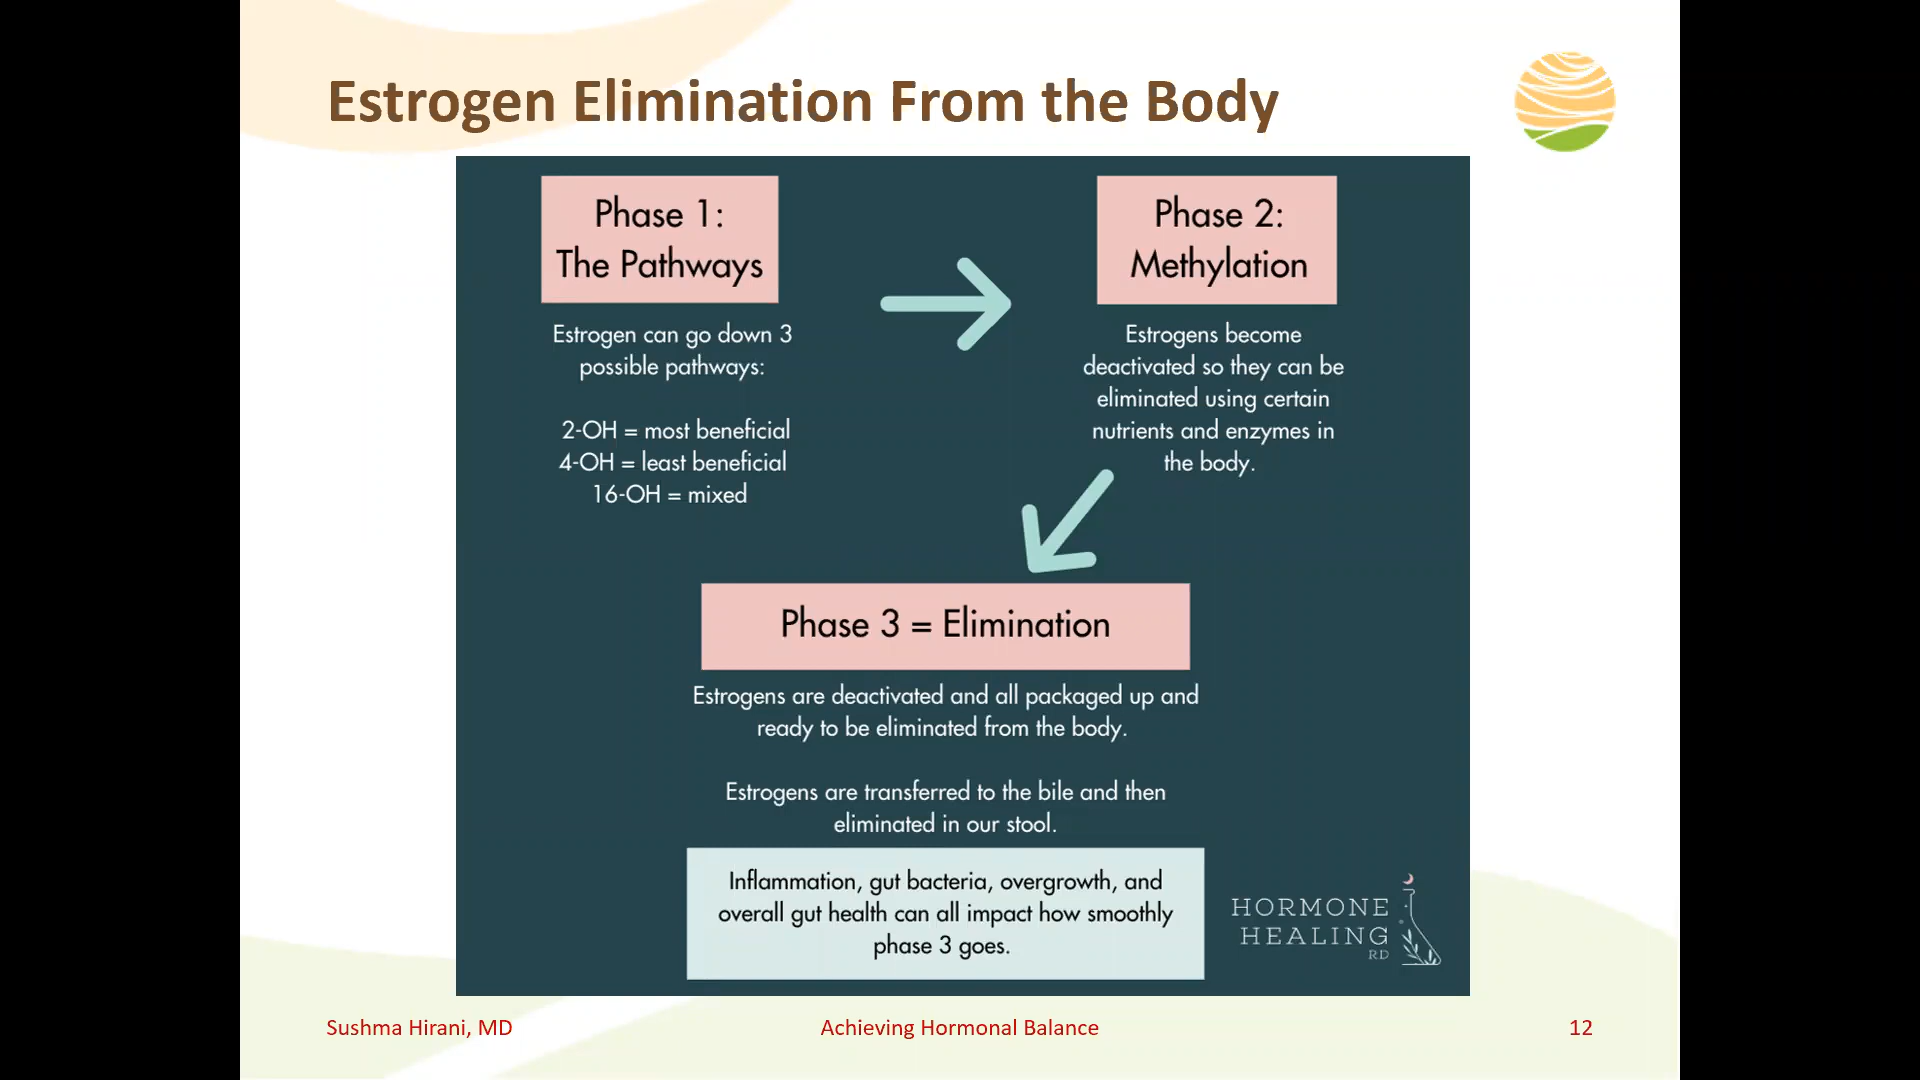 Estrogen Elimination From the Body
Phase 1:
The Pathways
Estrogen can go down 3
possible pathways:
2-OH = most beneficial
4-OH = least beneficial
16-OH = mixed
Phase 2:
Methylation
Estrogens become
deactivated so they can be
eliminated using certain
nutrients and enzymes in
the body.
Phase 3 = Elimination
Estrogens are deactivated and all packaged up and
ready to be eliminated from the body.
Estrogens are transferred to the bile and then
eliminated in our stool.
Inflammation, gut bacteria, overgrowth, and
overall gut health can all impact how smoothly
phase 3 goes.
HORMONE
HEALING
RD
Sushma Hirani, MD
Achieving Hormonal Balance
12